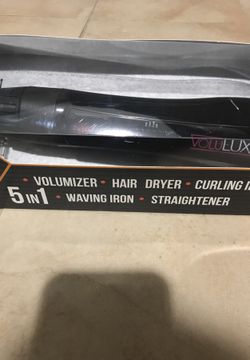 VOLULUX
• VOLUMIZER • HAIR DRYER • CURLING I
5 IN 1
• WAVING IRON • STRAIGHTENER